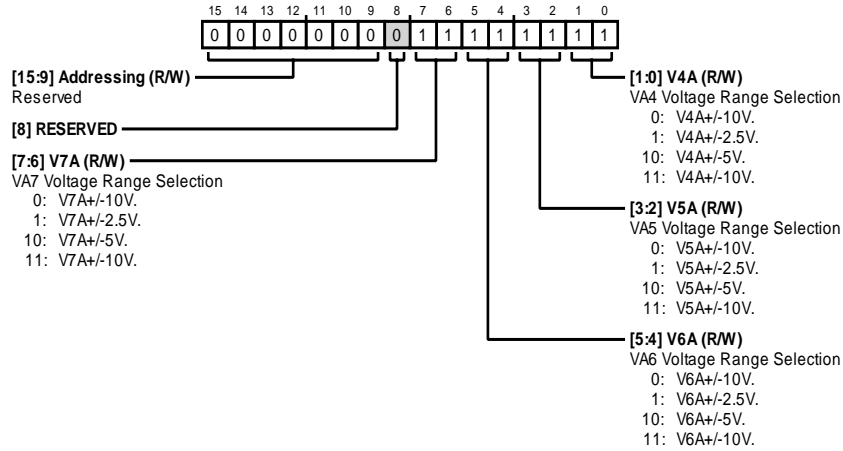 15 14 13 12 11 10 9 8 7 6 5 4 3 2 1 0
0 0 0 0 0 0 0 0 1 1 1 1 1 1 1 1
[15:9] Addressing (R/W)
Reserved
[8] RESERVED
[7:6] V7A (R/W)
VA7 Voltage Range Selection
0: V7A+/-10V.
1: V7A+/-2.5V.
10: V7A+/-5V.
11: V7A+/-10V.
[1:0] V4A (R/W)
VA4 Voltage Range Selection
0: V4A+/-10V.
1: V4A+/-2.5V.
10: V4A+/-5V.
11: V4A+/-10V.
[3:2] V5A (R/W)
VA5 Voltage Range Selection
0: V5A+/-10V.
1: V5A+/-2.5V.
10: V5A+/-5V.
11: V5A+/-10V.
[5:4] V6A (R/W)
VA6 Voltage Range Selection
0: V6A+/-10V.
1: V6A+/-2.5V.
10: V6A+/-5V.
11: V6A+/-10V.